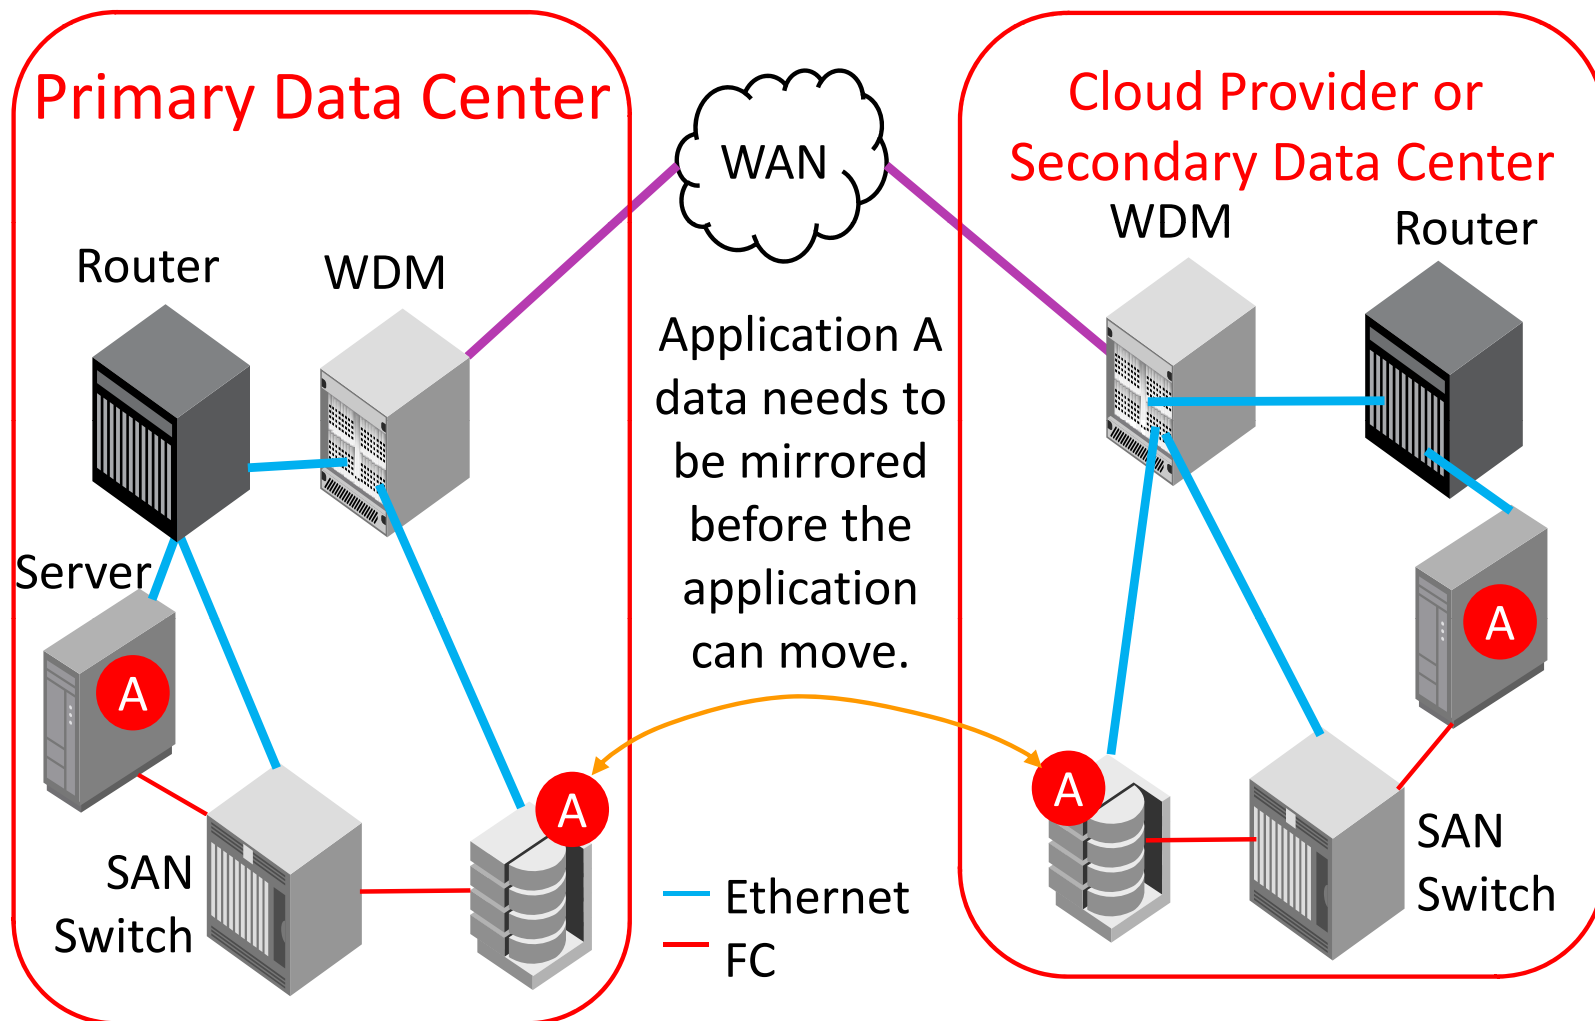 Primary Data Center
WAN
Cloud Provider or
Secondary Data Center
Router
WDM
WDM
Router
Application A
data needs to
be mirrored
before the
application
can move.
Server
A
A
A
A
SAN
Switch
SAN
Switch
Ethernet
FC